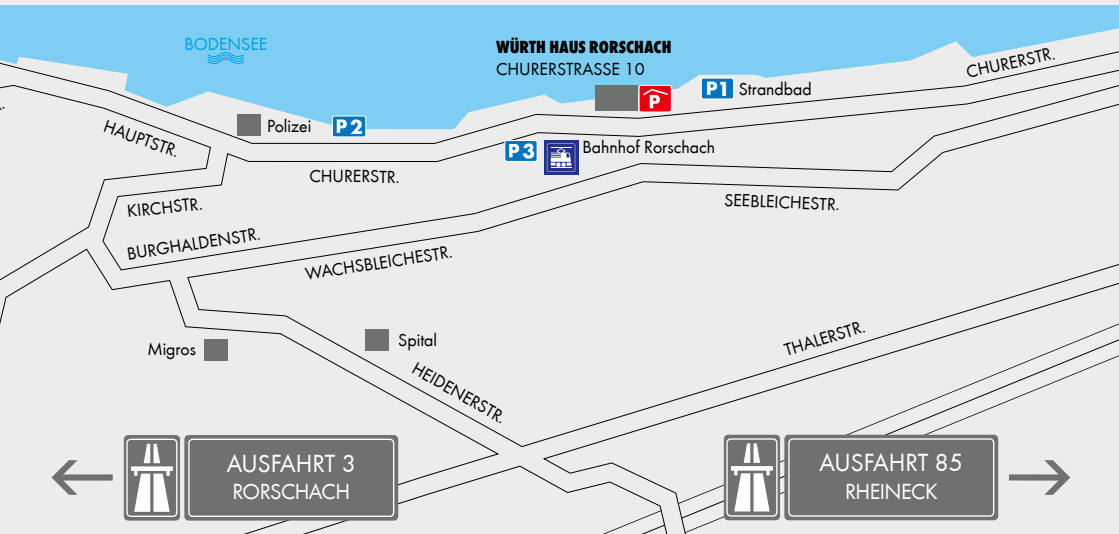 BODENSEE
WÜRTH HAUS RORSCHACH
CHURERSTRASSE 10
CHURERSTR.
P1 Strandbad
P
Polizei P2
HAUPTSTR.
P3 Bahnhof Rorschach
CHURERSTR.
KIRCHSTR.
SEEBLEICHESTR.
BURGHALDENSTR.
WACHSBLEICHESTR.
Migros
Spital
THALERSTR.
HEIDENERSTR.
AUSFAHRT 3
RORSCHACH
AUSFAHRT 85
RHEINECK